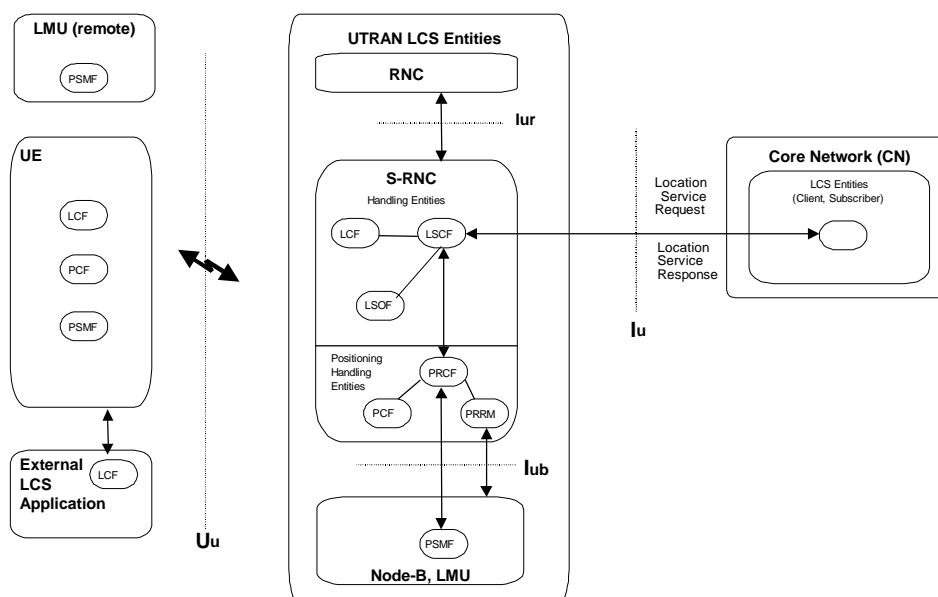 LMU (remote)
PSMF
UE
LCF
PCF
PSMF
External
LCS
Application
LCF
Uu
UTRAN LCS Entities
RNC
Iur
S-RNC
Handling Entities
LCF
LSCF
LSOF
Positioning
Handling
Entities
PRCF
PCF
PRRM
Iub
PSMF
Node-B, LMU
Location
Service
Request
Location
Service
Response
Iu
Core Network (CN)
LCS Entities
(Client, Subscriber)